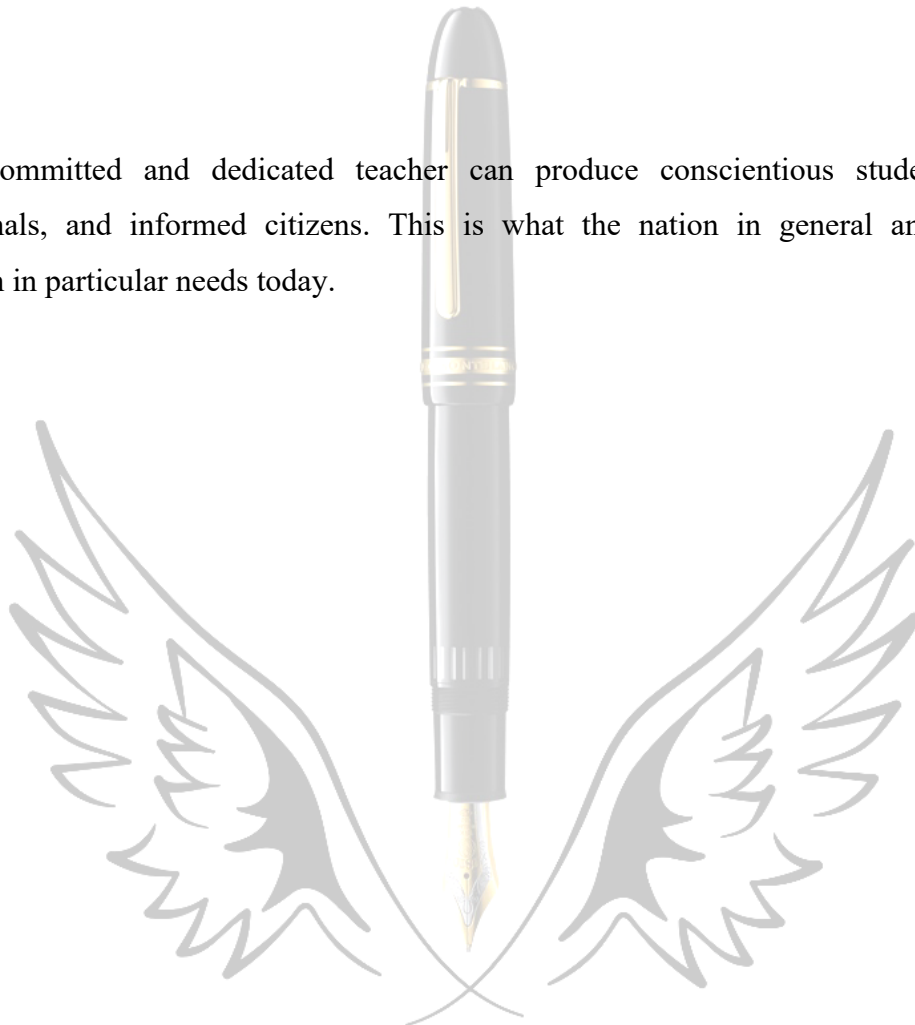 ommitted and dedicated teacher can produce conscientious stude
nals, and informed citizens. This is what the nation in general an
n in particular needs today.